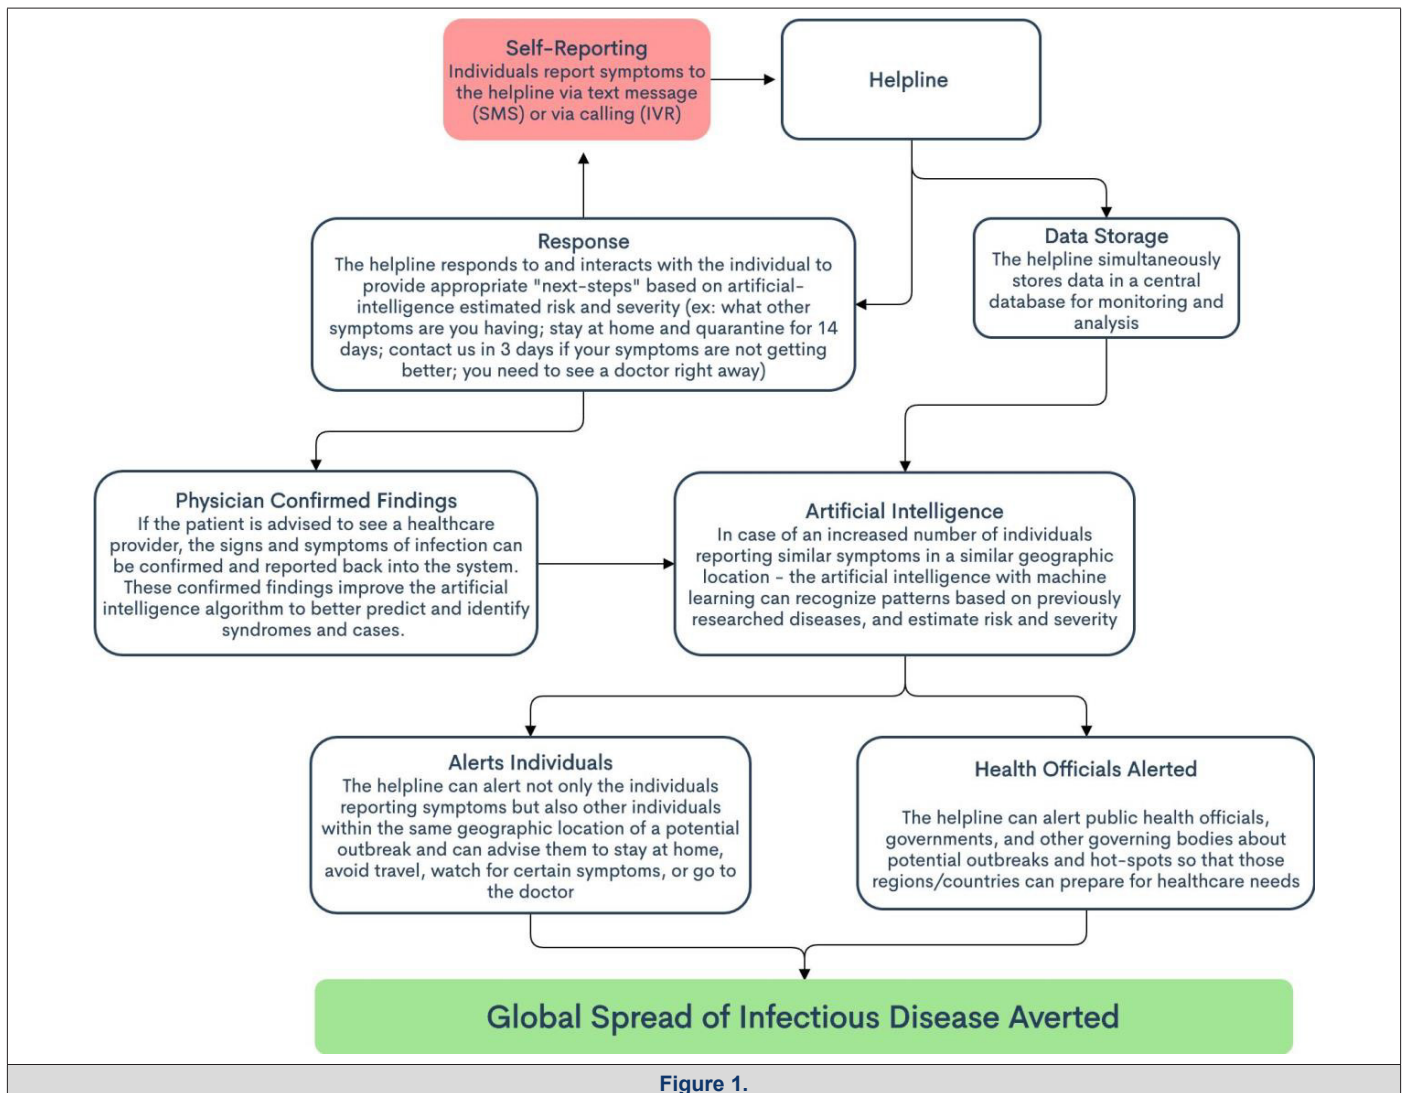 Self-Reporting
Individuals report symptoms to
the helpline via text message
(SMS) or via calling (IVR)
Helpline
Response
The helpline responds to and interacts with the individual to
provide appropriate "next-steps" based on artificial-
intelligence estimated risk and severity (ex: what other
symptoms are you having; stay at home and quarantine for 14
days; contact us in 3 days if your symptoms are not getting
better; you need to see a doctor right away)
Data Storage
The helpline simultaneously
stores data in a central
database for monitoring and
analysis
Physician Confirmed Findings
If the patient is advised to see a healthcare
provider, the signs and symptoms of infection can
be confirmed and reported back into the system.
These confirmed findings improve the artificial
intelligence algorithm to better predict and identify
syndromes and cases.
Artificial Intelligence
In case of an increased number of individuals
reporting similar symptoms in a similar geographic
location - the artificial intelligence with machine
learning can recognize patterns based on previously
researched diseases, and estimate risk and severity
Alerts Individuals
The helpline can alert not only the individuals
reporting symptoms but also other individuals
within the same geographic location of a potential
outbreak and can advise them to stay at home,
avoid travel, watch for certain symptoms, or go to
the doctor
Health Officials Alerted
The helpline can alert public health officials,
governments, and other governing bodies about
potential outbreaks and hot-spots so that those
regions/countries can prepare for healthcare needs
Global Spread of Infectious Disease Averted
Figure 1.